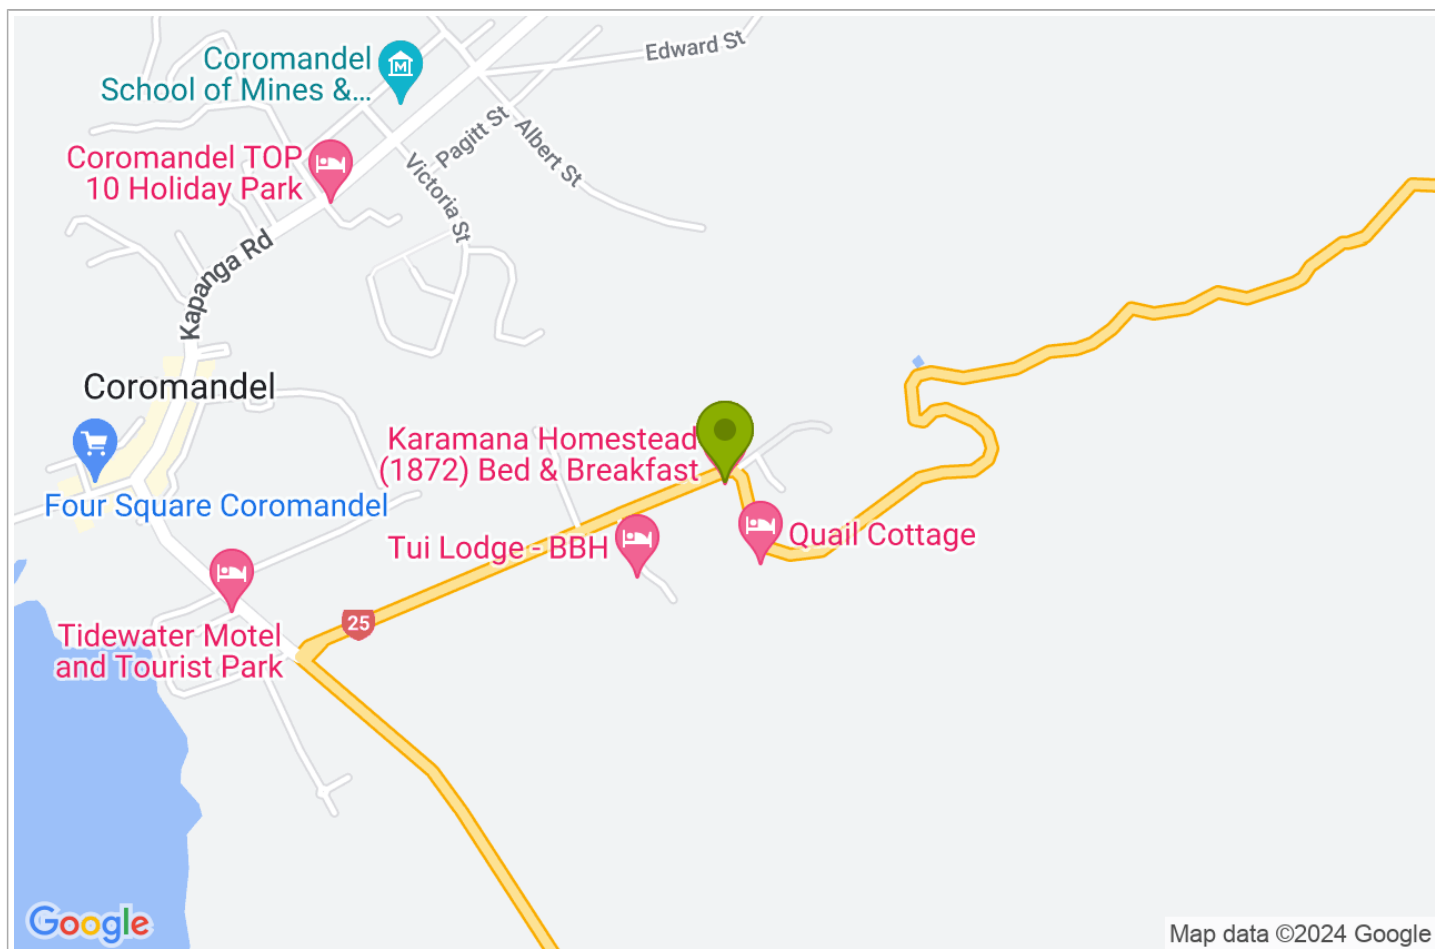 Edward St
Coromandel
School of Mines &...
Pagitt St
Albert St
Coromandel TOP
10 Holiday Park
Victoria St
Kapanga Rd
Coromandel
Karamana Homestead
(1872) Bed & Breakfast
Four Square Coromandel
Quail Cottage
Tui Lodge - BBH
25
Tidewater Motel
and Tourist Park
Google
Map data ©2024 Google